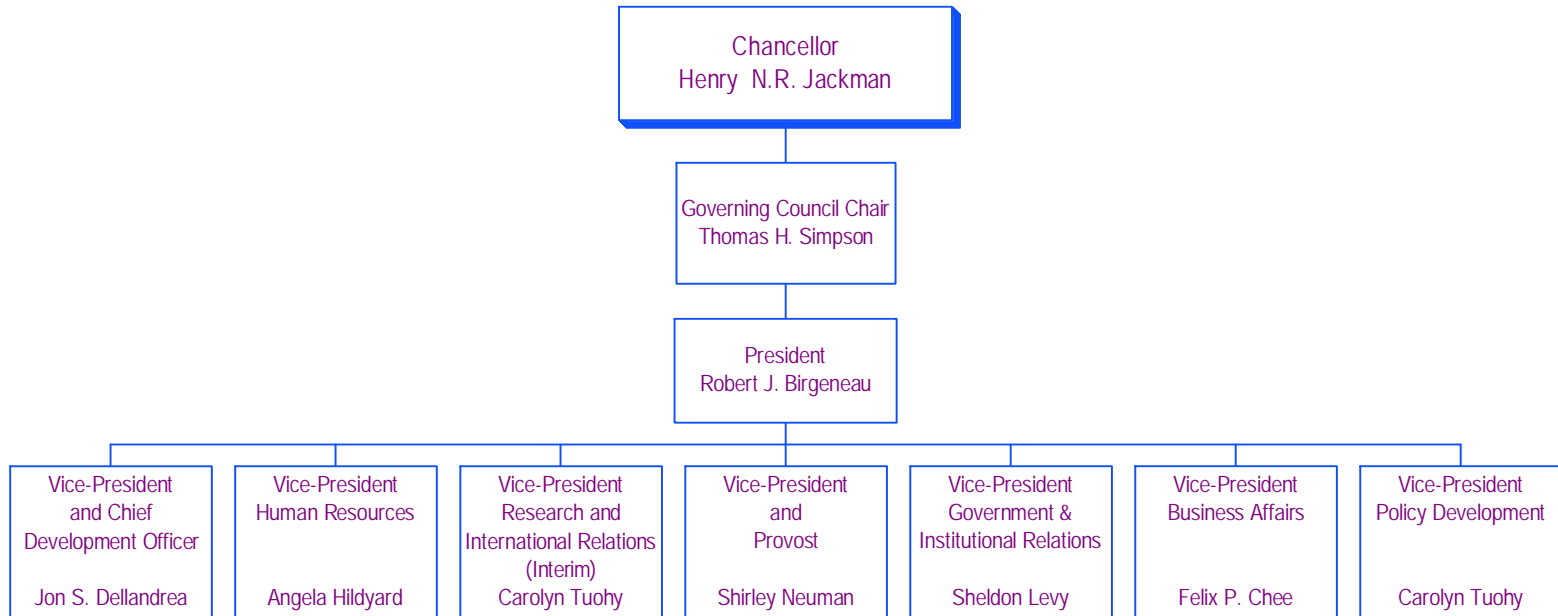 Chancellor
Henry N.R. Jackman
Governing Council Chair
Thomas H. Simpson
President
Robert J. Birgeneau
Vice-President
and Chief
Development Officer
Jon S. Dellandrea
Vice-President
Human Resources
Angela Hildyard
Vice-President
Research and
International Relations
(Interim)
Carolyn Tuohy
Vice-President
and
Provost
Shirley Neuman
Vice-President
Government &
Institutional Relations
Sheldon Levy
Vice-President
Business Affairs
Felix P. Chee
Vice-President
Policy Development
Carolyn Tuohy